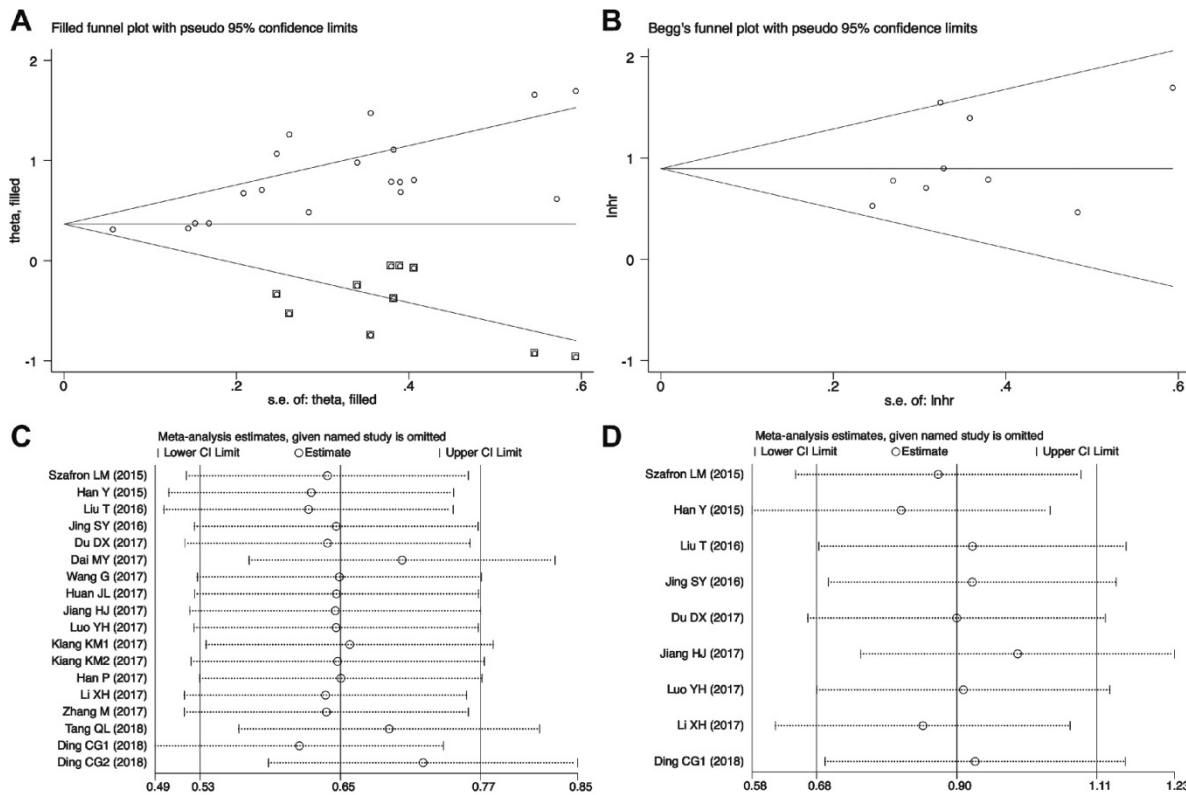 A
Filled funnel plot with pseudo 95% confidence limits
2
1
0
-1
theta, filled
0
.2
.4
.6
s.e. of: theta, filled
B
Begg's funnel plot with pseudo 95% confidence limits
2
1
0
-1
lnhr
0
.2
.4
.6
s.e. of: lnhr
C
Meta-analysis estimates, given named study is omitted
Lower CI Limit Estimate Upper CI Limit
Szafron LM (2015)
Han Y (2015)
Liu T (2016)
Jing SY (2016)
Du DX (2017)
Dai MY (2017)
Wang G (2017)
Huan JL (2017)
Jiang HJ (2017)
Luo YH (2017)
Kiang KM1 (2017)
Kiang KM2 (2017)
Han P (2017)
Li XH (2017)
Zhang M (2017)
Tang QL (2018)
Ding CG1 (2018)
Ding CG2 (2018)
0.49 0.53 0.65 0.77 0.85
D
Meta-analysis estimates, given named study is omitted
Lower CI Limit Estimate Upper CI Limit
Szafron LM (2015)
Han Y (2015)
Liu T (2016)
Jing SY (2016)
Du DX (2017)
Jiang HJ (2017)
Luo YH (2017)
Li XH (2017)
Ding CG1 (2018)
0.58 0.68 0.90 1.11 1.23